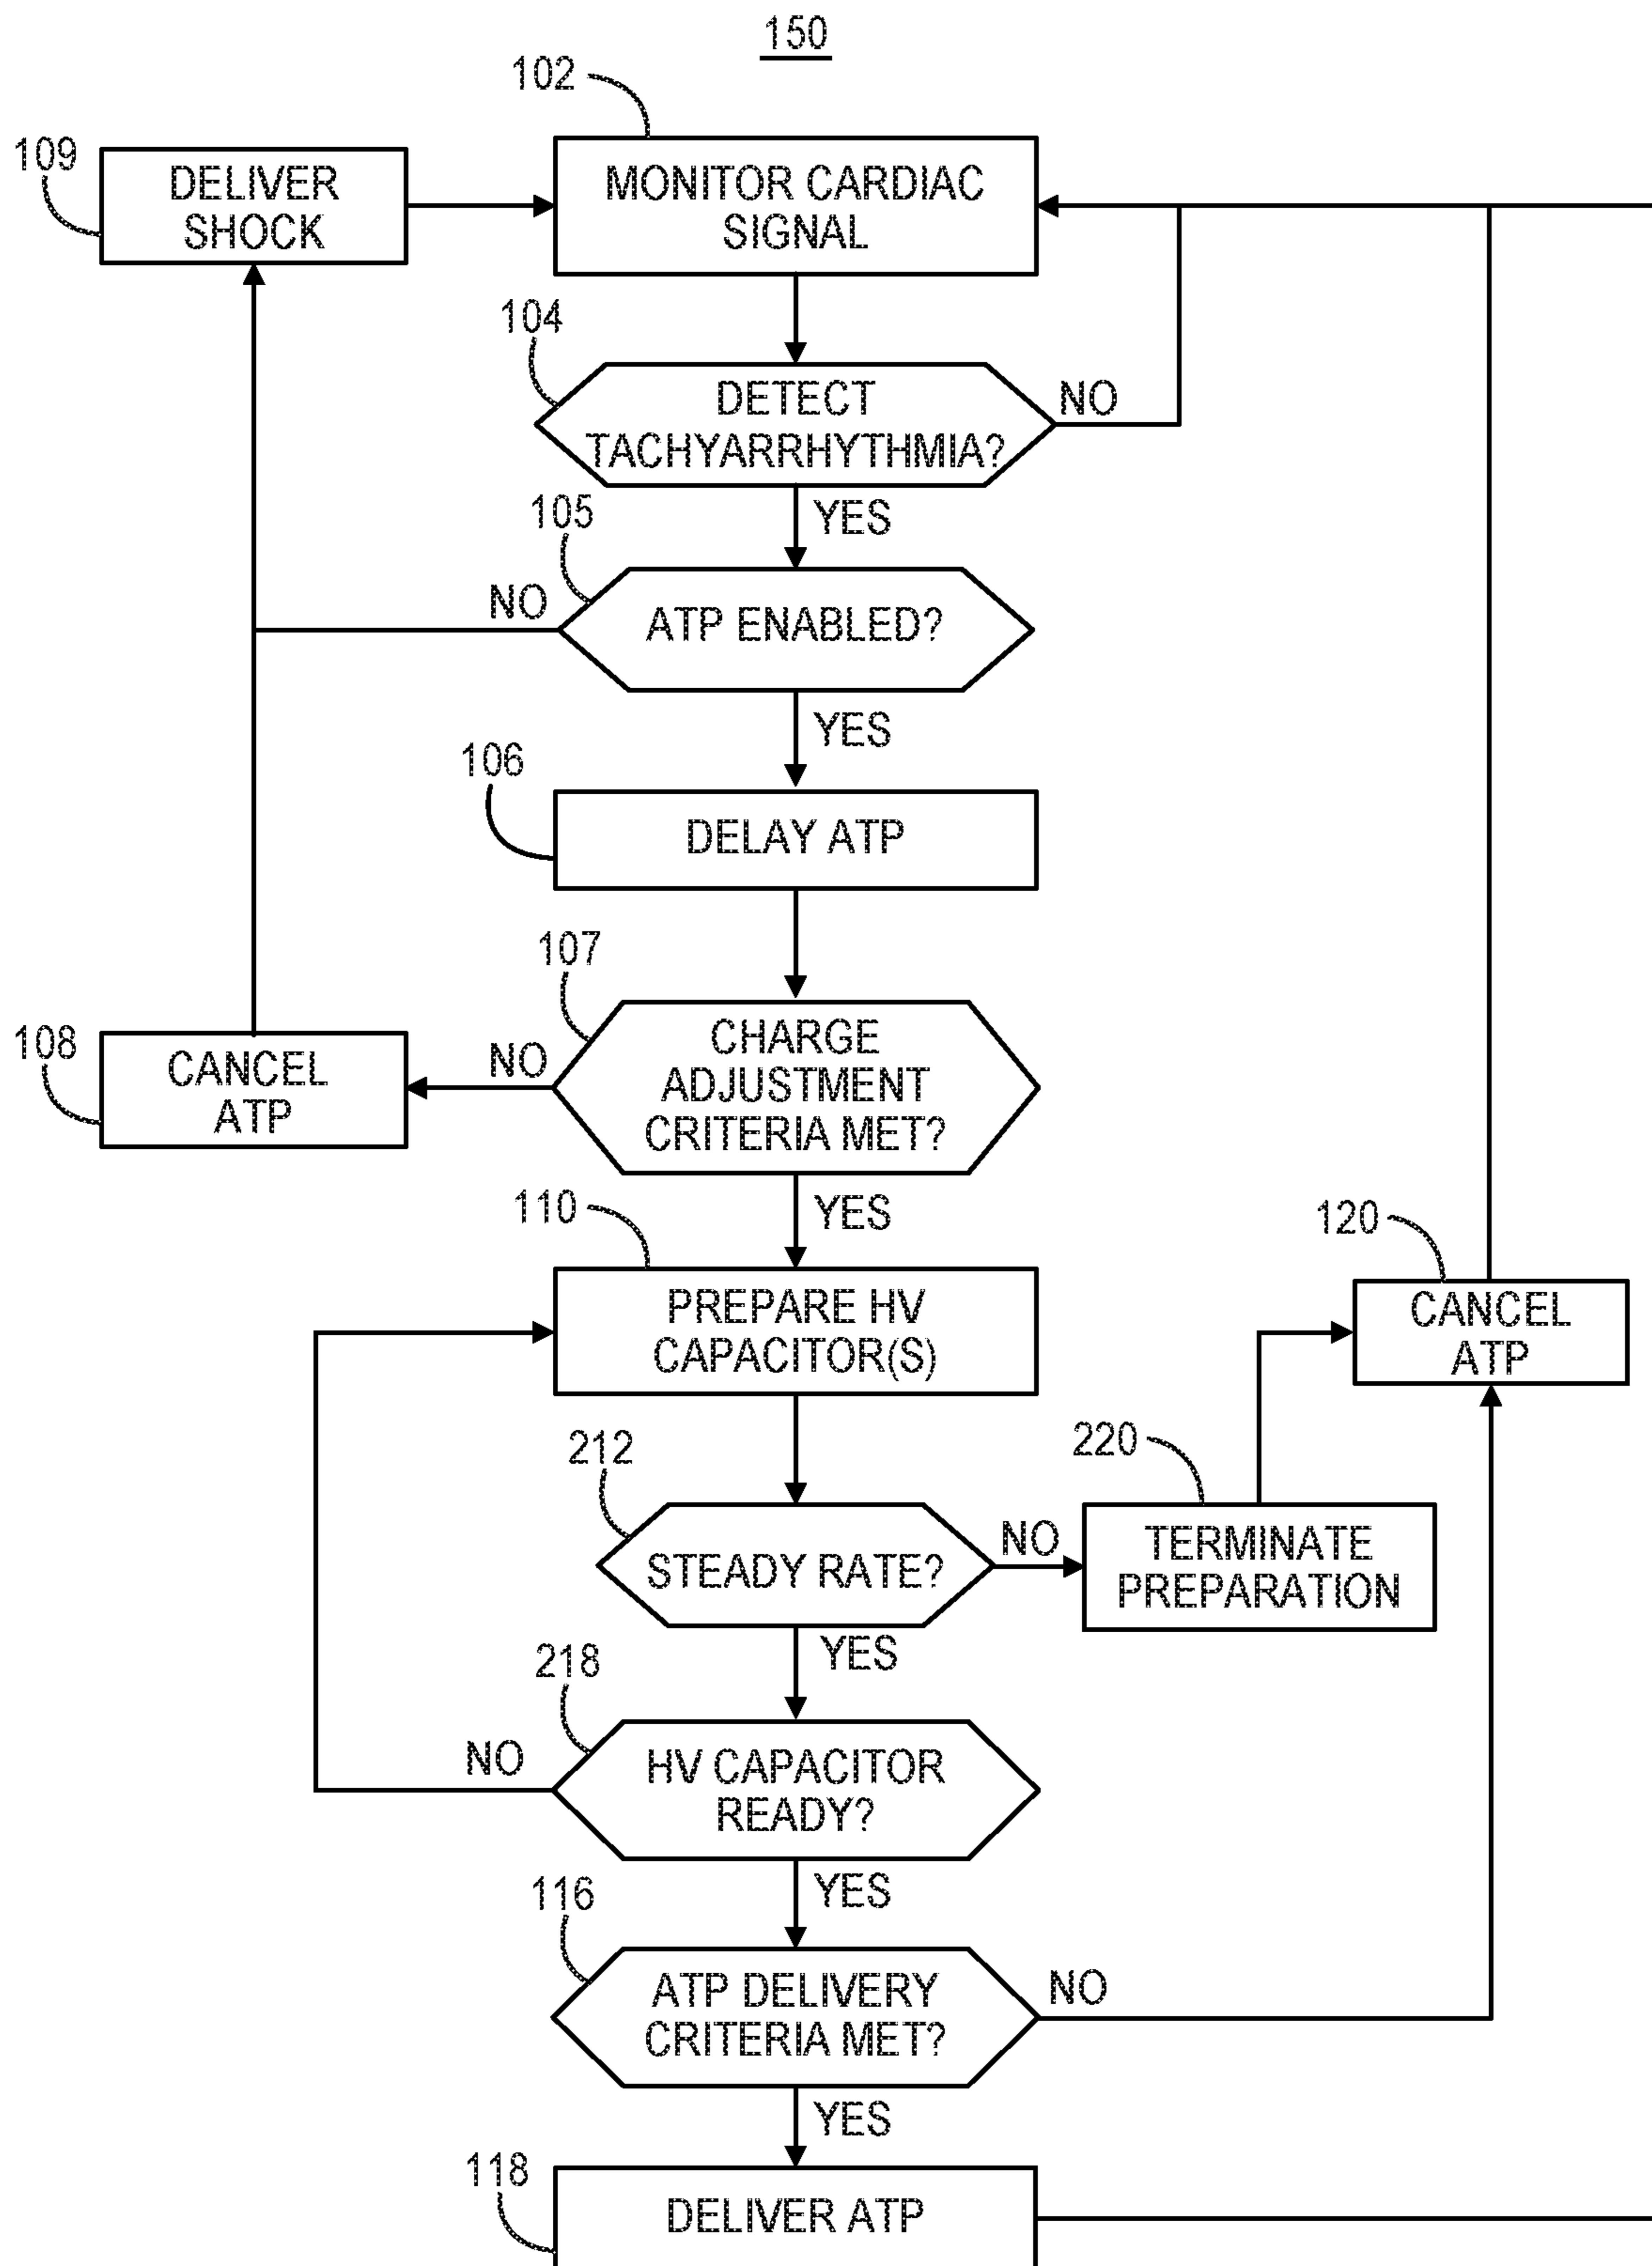 150
102
109
DELIVER
SHOCK
MONITOR CARDIAC
SIGNAL
104
DETECT
TACHYARRHYTHMIA?
NO
YES
105
NO
ATP ENABLED?
YES
106
DELAY ATP
107
108
CANCEL
ATP
NO
CHARGE
ADJUSTMENT
CRITERIA MET?
YES
110
120
PREPARE HV
CAPACITOR(S)
CANCEL
ATP
212
220
STEADY RATE?
NO
TERMINATE
PREPARATION
YES
218
NO
HV CAPACITOR
READY?
YES
116
ATP DELIVERY
CRITERIA MET?
NO
YES
118
DELIVER ATP